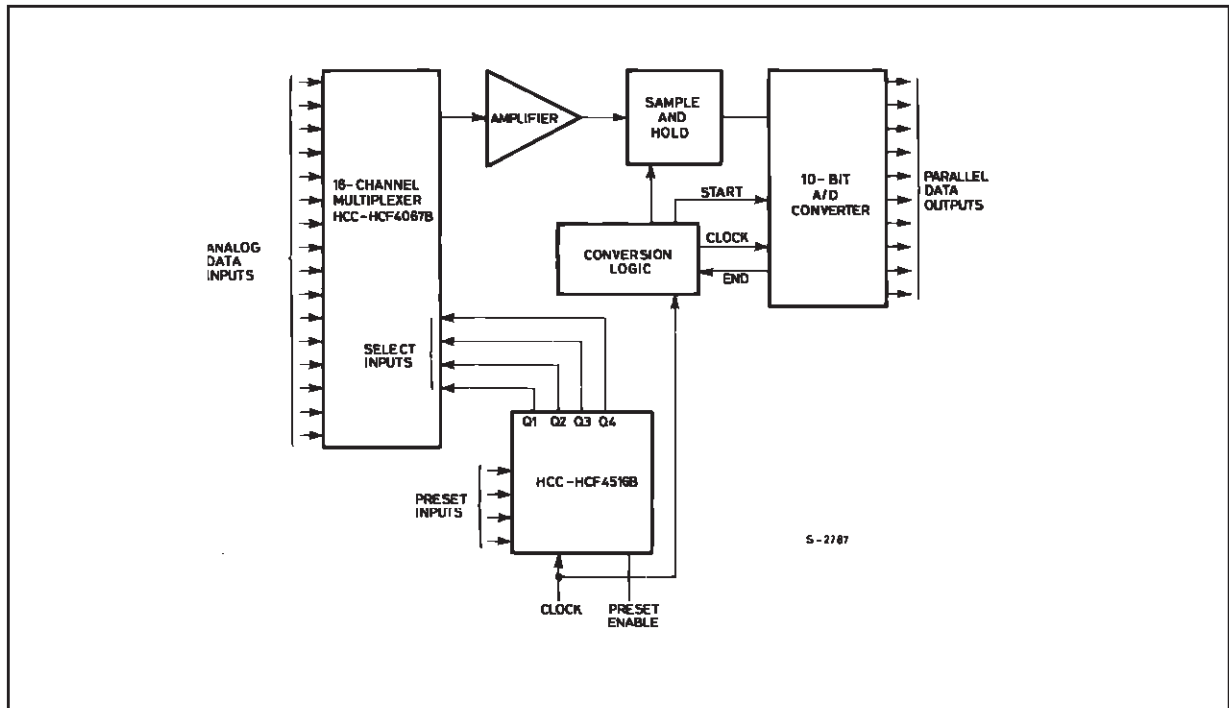 ANALOG
DATA
INPUTS
16-CHANNEL
MULTIPLEXER
HCC-HCF4067B
SELECT
INPUTS
AMPLIFIER
SAMPLE
AND
HOLD
START
CLOCK
END
CONVERSION
LOGIC
10-BIT
A/D
CONVERTER
PARALLEL
DATA
OUTPUTS
Q1 Q2 Q3 Q4
HCC-HCF4516B
PRESET
INPUTS
CLOCK
PRESET
ENABLE
S-2787